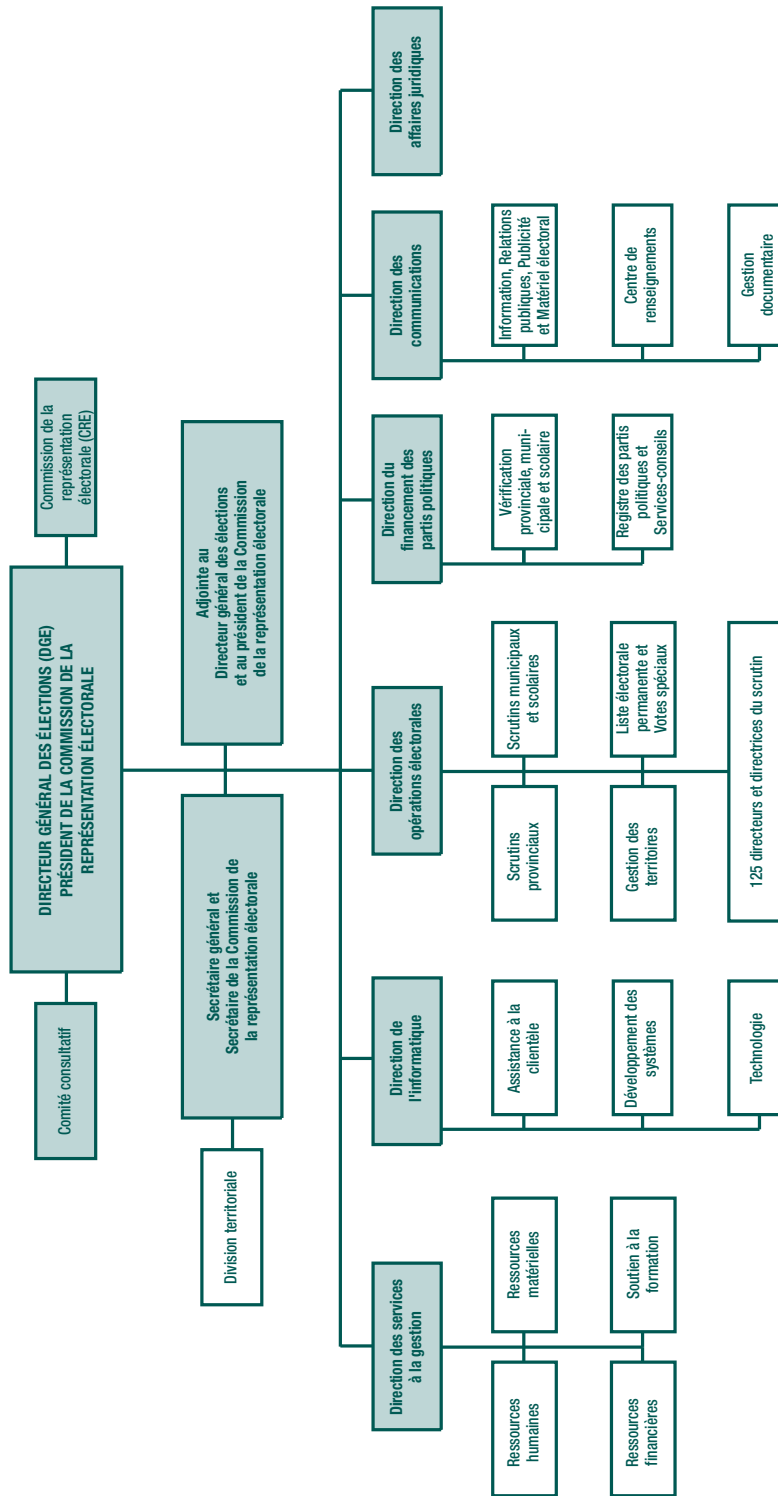 DIRECTEUR GÉNÉRAL DES ÉLECTIONS (DGE)
PRÉSIDENT DE LA COMMISSION DE LA
REPRÉSENTATION ÉLECTORALE
Comité consultatif
Commission de la
représentation
électorale (CRE)
Secrétaire général et
Secrétaire de la Commission de
la représentation électorale
Adjointe au
Directeur général des élections
et au président de la Commission
de la représentation électorale
Division territoriale
Direction des services
à la gestion
Ressources
humaines
Ressources
matérielles
Ressources
financières
Soutien à la
formation
Direction de
l'informatique
Assistance à la
clientèle
Développement des
systèmes
Technologie
Direction des
opérations électorales
Scrutins
provinciaux
Scrutins municipaux
et scolaires
Gestion des
territoires
Liste électorale
permanente et
Votes spéciaux
125 directeurs et directrices du scrutin
Direction du
financement des
partis politiques
Vérification
provinciale, muni-
cipale et scolaire
Registre des partis
politiques et
Services-conseils
Direction des
communications
Information, Relations
publiques, Publicité
et Matériel électoral
Centre de
renseignements
Gestion
documentaire
Direction des
affaires juridiques